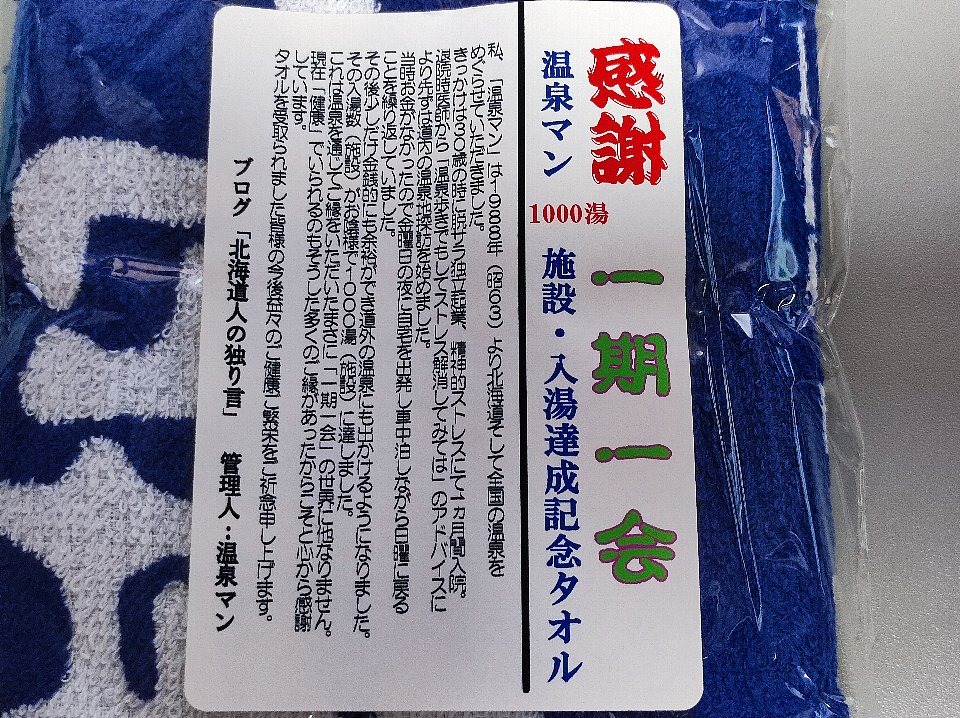 感謝 一期一会
温泉マン 1000湯 施設・入湯達成記念タオル
私、「温泉マン」は1988年（昭63）より北海道そして全国の温泉を
めぐらせていただきました。
きっかけは30歳の時に脱サラ独立起業、精神的ストレスにて1ヵ月間入院。
退院時医師から「温泉歩きでもしてストレス解消してみては」のアドバイスに
より先ずは道内の温泉地探訪を始めました。
当時お金がなかったので金曜日の夜に自宅を出発し車中泊しながら日曜に戻る
ことを繰り返していました。
その後少しだけ金銭的にも余裕ができ道外の温泉にも出かけるようになりました。
その入湯数（施設）がお陰様で1000湯（施設）に達しました。
これは温泉を通じてご縁をいただいたまさに「一期一会」の世界に他なりません。
現在「健康」でいられるのもそうした多くのご縁があったからこそと心から感謝
しています。
タオルを受取られました皆様の今後益々のご健康ご繁栄をご祈念申し上げます。
ブログ「北海道人の独り言」 管理人・温泉マン